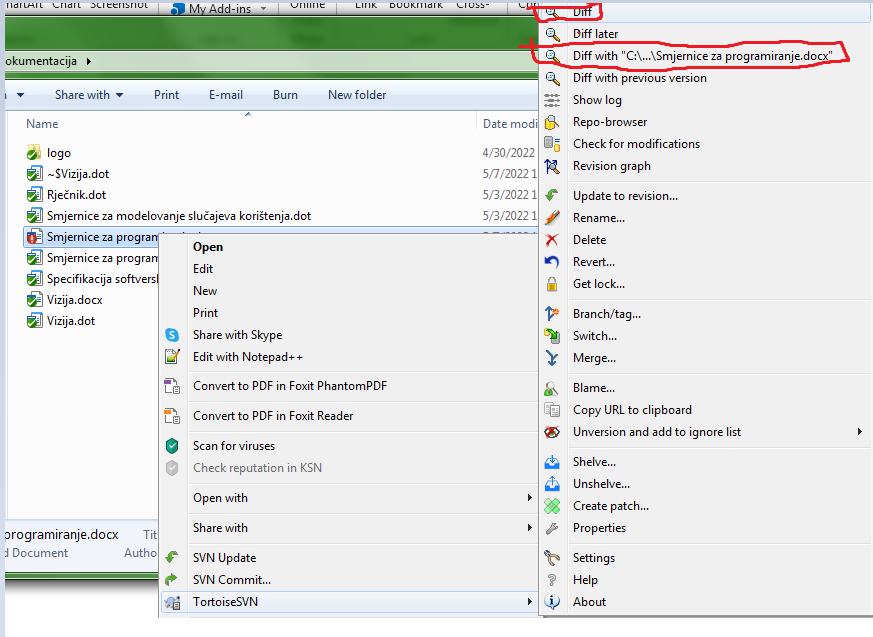 Chart Screenshot
My Add-ins
Online
Link Bookmark Cross-
okumentacija
Share with Print E-mail Burn New folder
Name Date modi
logo 4/30/2022
~$Vizija.dot 5/7/2022 1
Rječnik.dot 5/3/2022 1
Smjernice za modelovanje slučajeva korištenja.dot 5/3/2022 1
Smjernice za program
Smjernice za program
Specifikacija softversl
Vizija.docx
Vizija.dot
programiranje.docx Tit
d Document Autho
Open
Edit
New
Print
Share with Skype
Edit with Notepad++
Convert to PDF in Foxit PhantomPDF
Convert to PDF in Foxit Reader
Scan for viruses
Check reputation in KSN
Open with
Share with
SVN Update
SVN Commit...
TortoiseSVN
Diff
Diff later
Diff with "C:\...\Smjernice za programiranje.docx"
Diff with previous version
Show log
Repo-browser
Check for modifications
Revision graph
Update to revision...
Rename...
Delete
Revert...
Get lock...
Branch/tag...
Switch...
Merge...
Blame...
Copy URL to clipboard
Unversion and add to ignore list
Shelve...
Unshelve...
Create patch...
Properties
Settings
Help
About